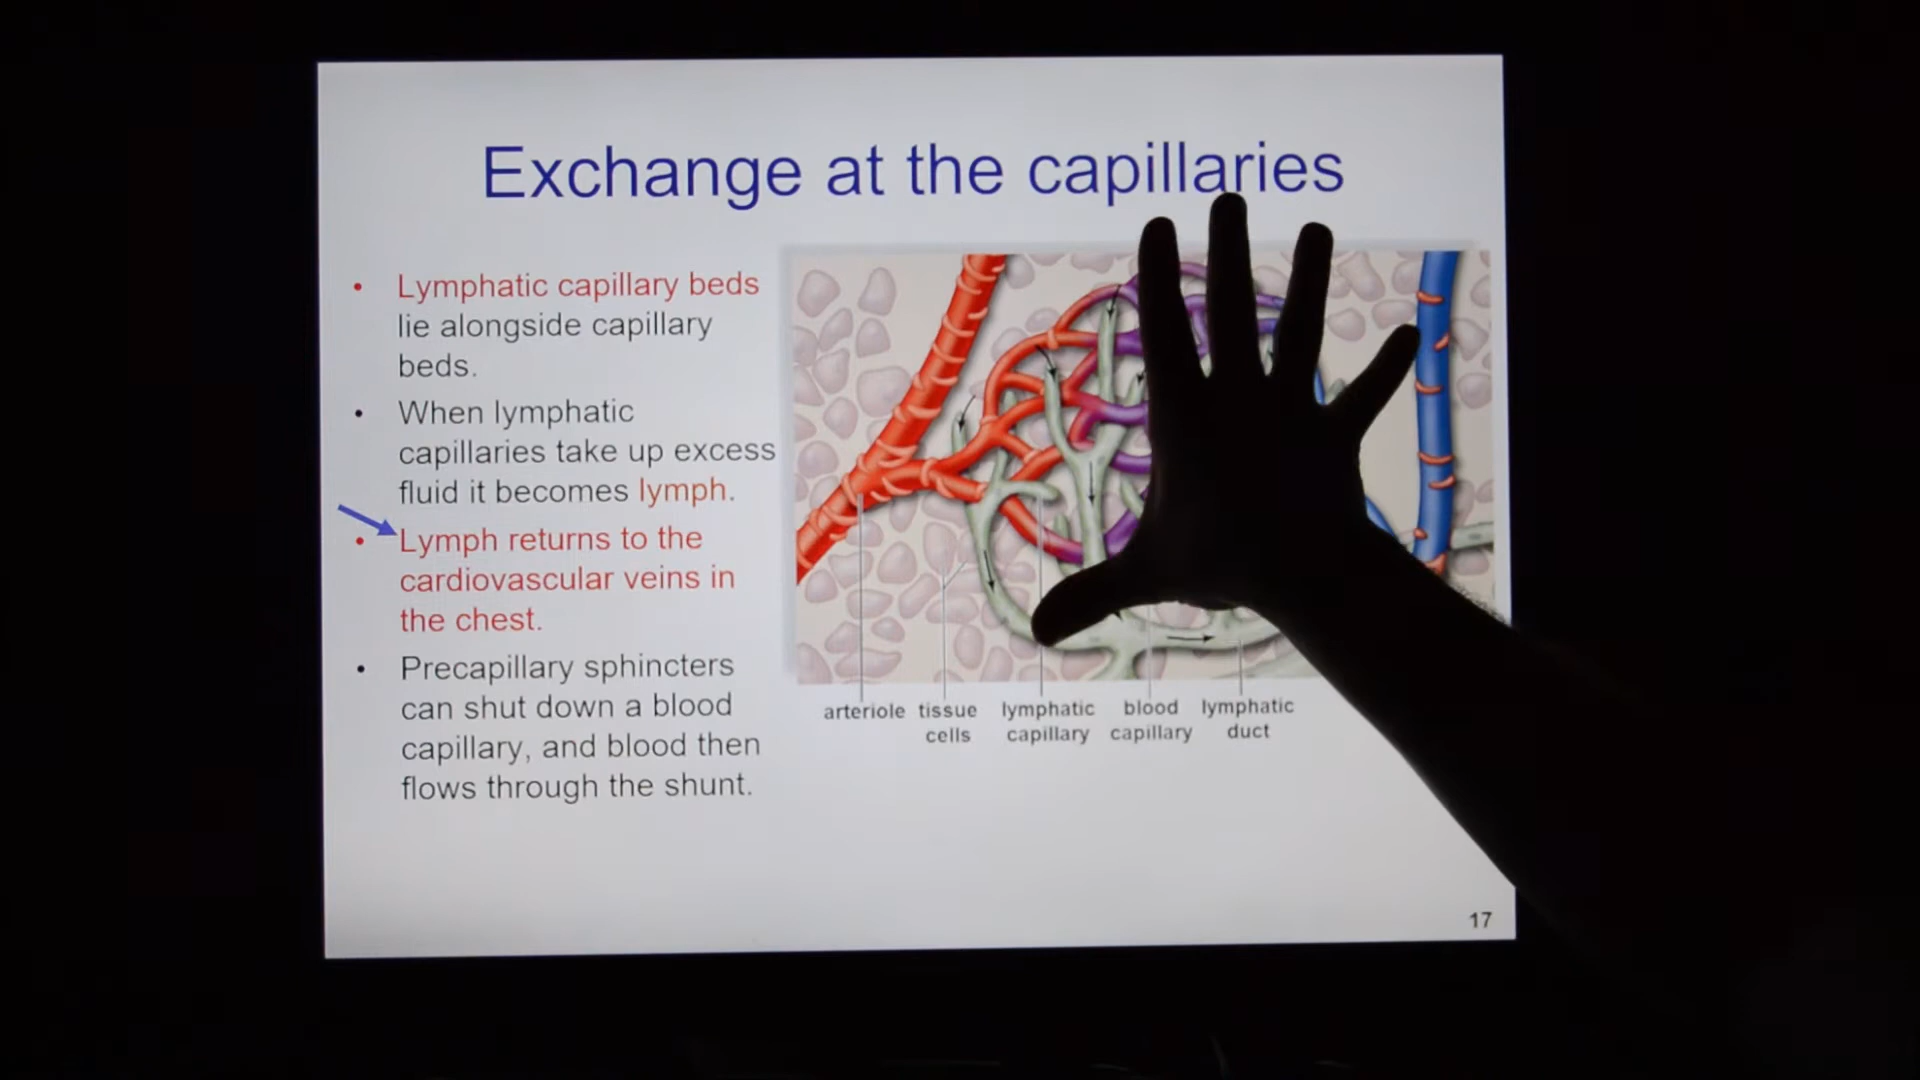 Exchange at the capillaries
• Lymphatic capillary beds
lie alongside capillary
beds.
• When lymphatic
capillaries take up excess
fluid it becomes lymph.
• Lymph returns to the
cardiovascular veins in
the chest.
• Precapillary sphincters
can shut down a blood
capillary, and blood then
flows through the shunt.
arteriole tissue lymphatic blood lymphatic
cells capillary capillary duct
17